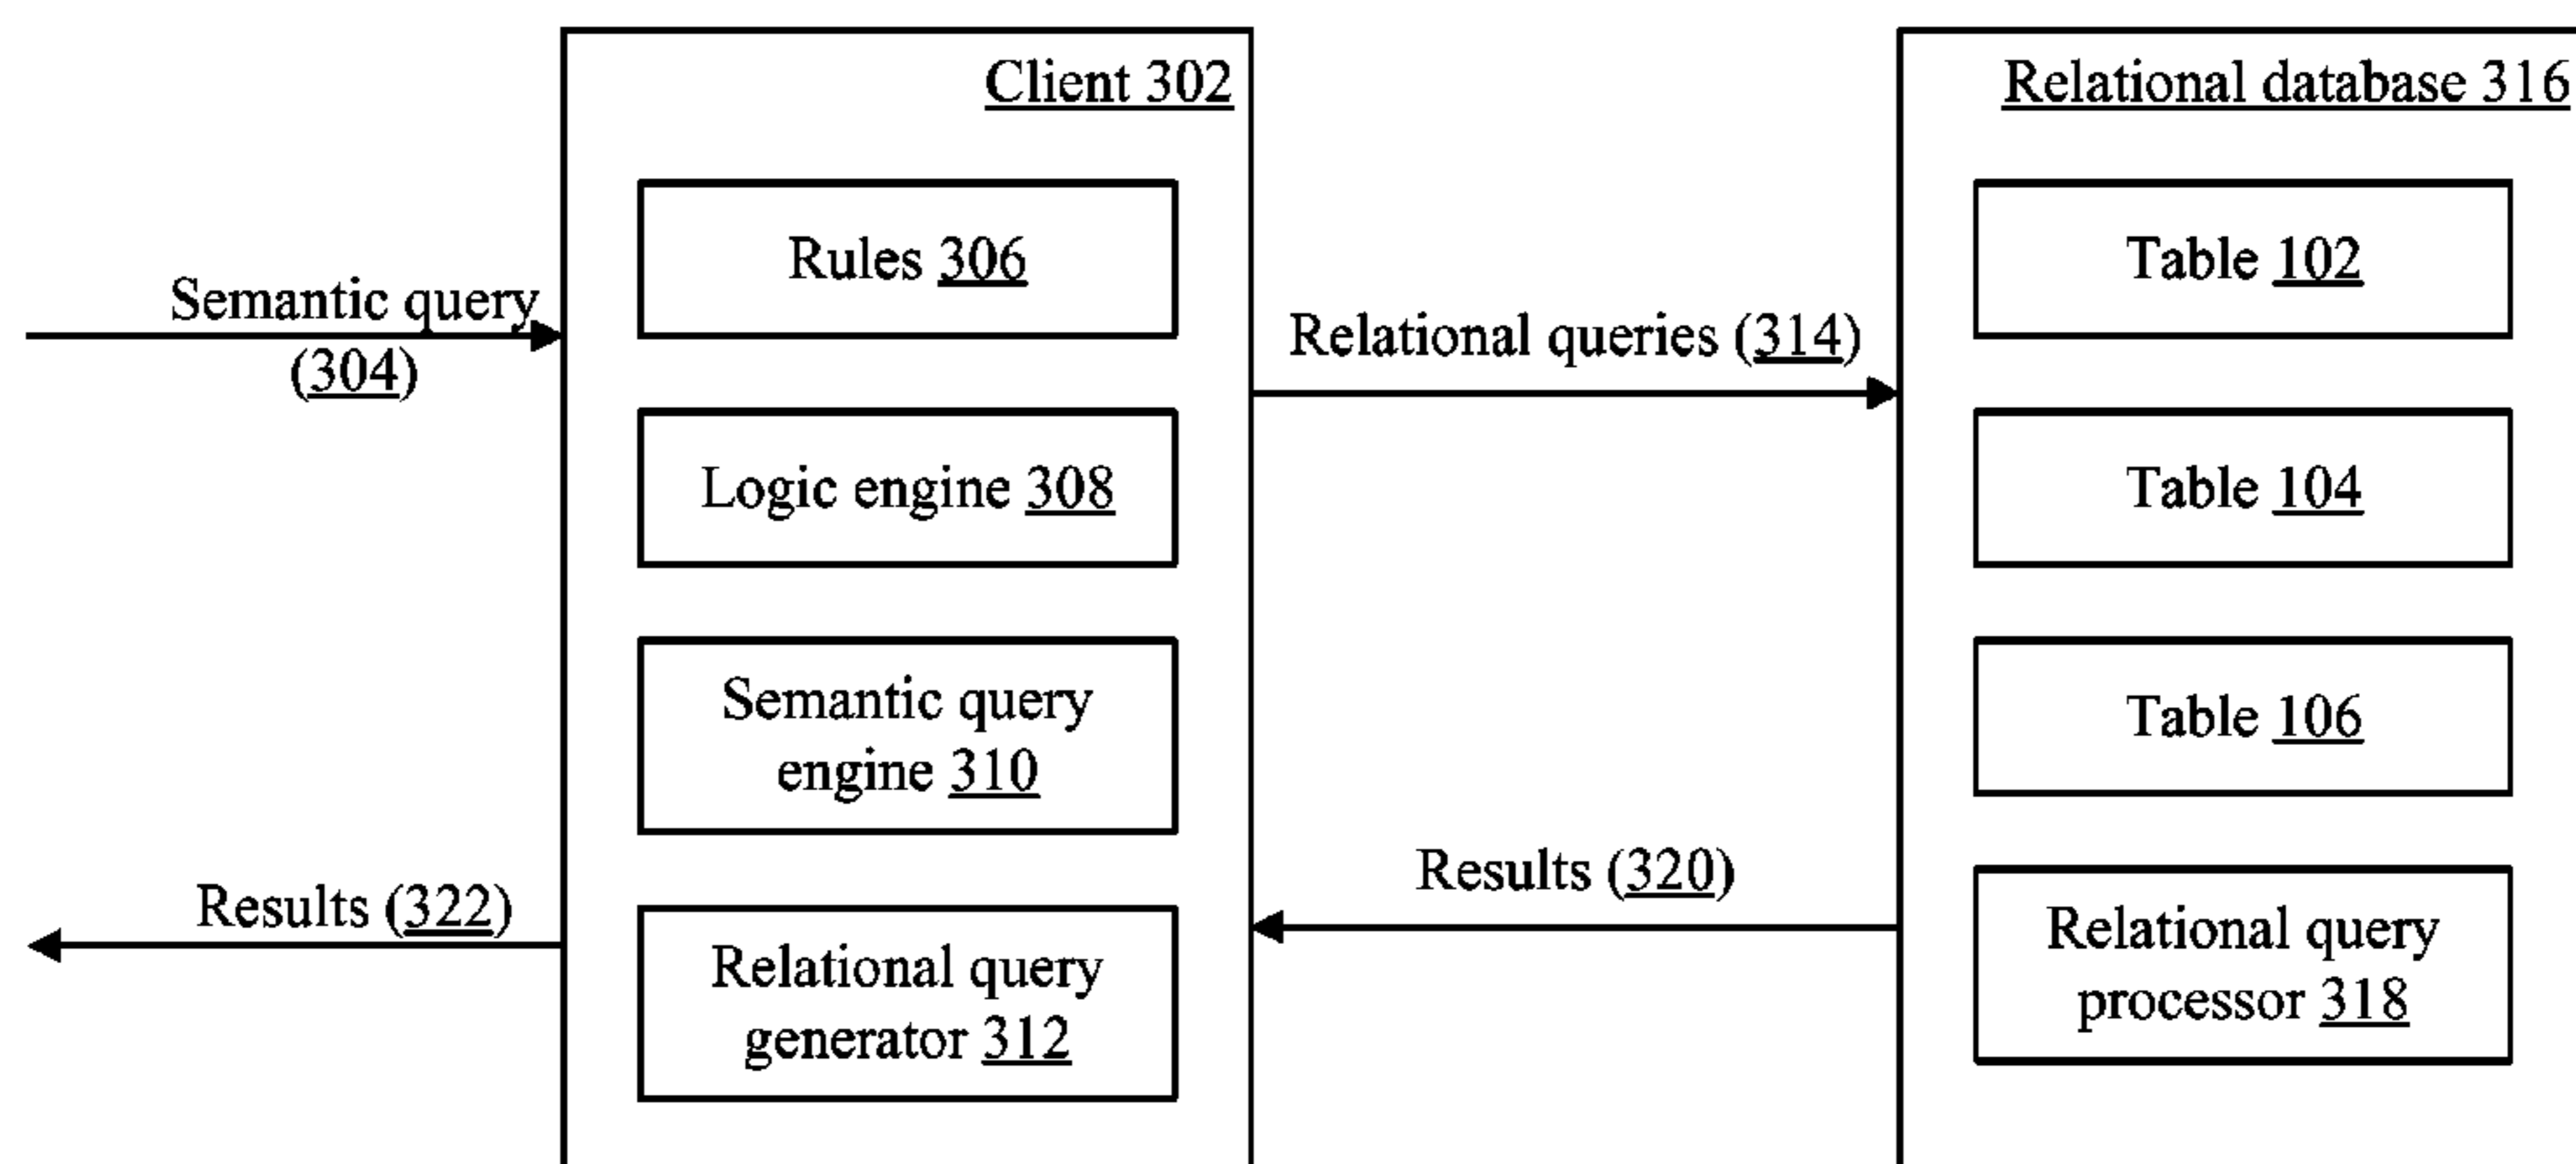 Client 302
Relational database 316
Semantic query
(304)
Rules 306
Logic engine 308
Semantic query
engine 310
Relational query
generator 312
Relational queries (314)
Results (320)
Results (322)
Table 102
Table 104
Table 106
Relational query
processor 318